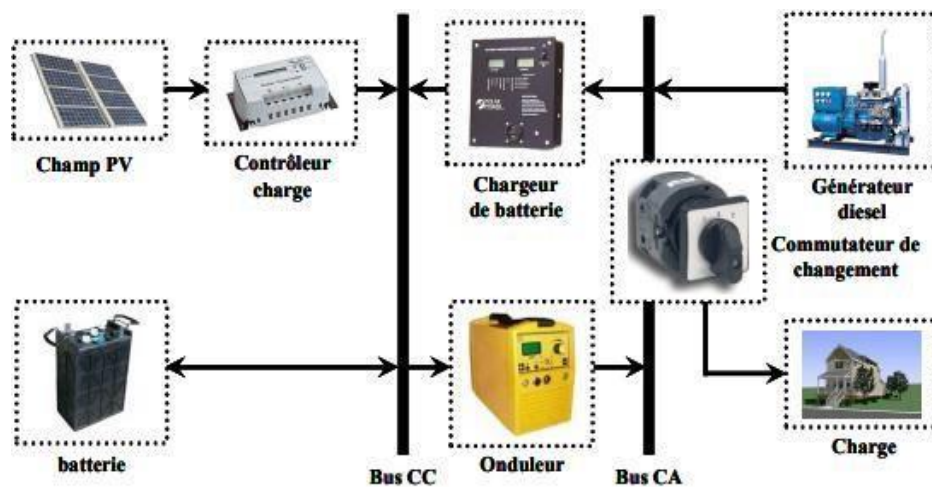 Champ PV
Contrôleur
charge
Chargeur
de batterie
Générateur
diesel
Commutateur de
changement
batterie
Bus CC
Onduleur
Bus CA
Charge